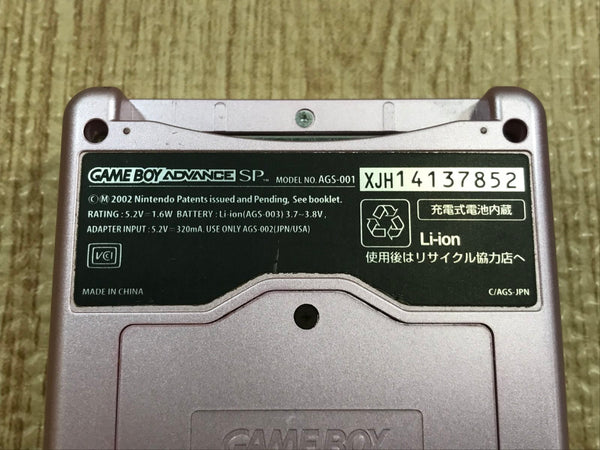 GAME BOY ADVANCE SP™ MODEL NO. AGS-001 XJH14137852
©Ⓜ 2002 Nintendo Patents issued and Pending, See booklet.
RATING : 5.2V⎓1.6W BATTERY : Li-ion(AGS-003) 3.7⎓3.8V,
ADAPTER INPUT : 5.2V⎓320mA. USE ONLY AGS-002(JPN/USA)
VCI
MADE IN CHINA
充電式電池内蔵
Li-ion
使用後はリサイクル協力店へ
C/AGS-JPN
GAME BOY